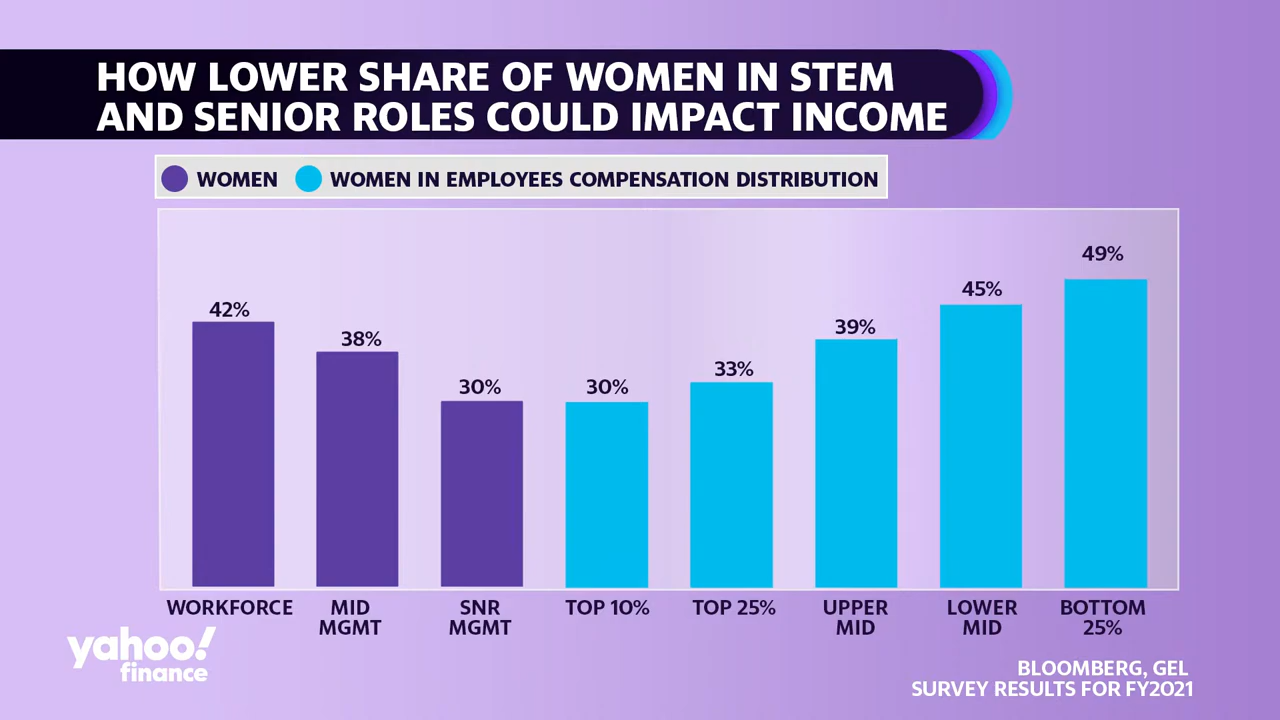 HOW LOWER SHARE OF WOMEN IN STEM
AND SENIOR ROLES COULD IMPACT INCOME
WOMEN
WOMEN IN EMPLOYEES COMPENSATION DISTRIBUTION
42%
38%
30%
30%
33%
39%
45%
49%
WORKFORCE
MID
MGMT
SNR
MGMT
TOP 10%
TOP 25%
UPPER
MID
LOWER
MID
BOTTOM
25%
yahoo!
finance
BLOOMBERG, GEL
SURVEY RESULTS FOR FY2021